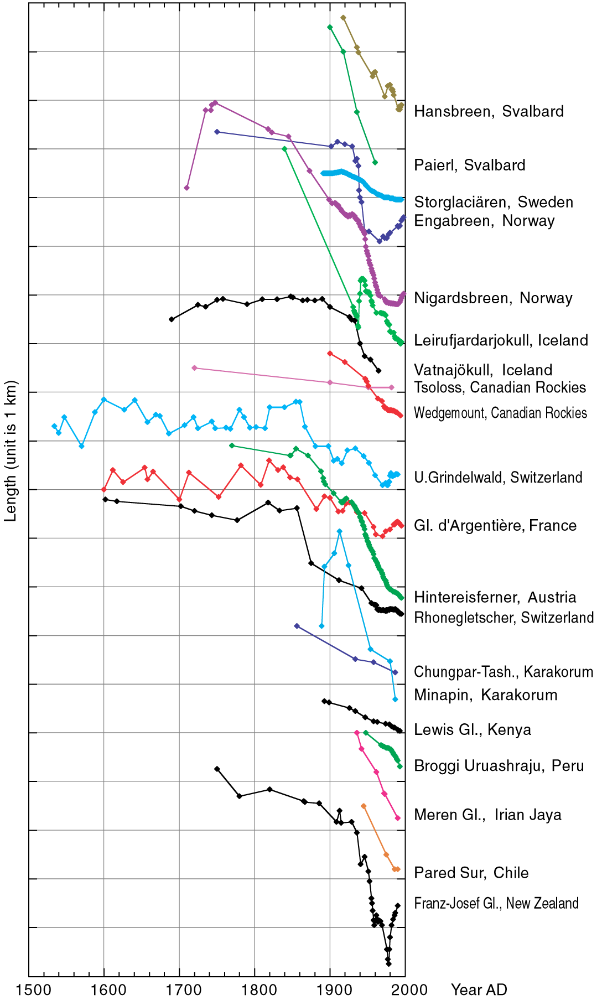 Hansbreen, Svalbard
Paierl, Svalbard
Storglaciären, Sweden
Engabreen, Norway
Nigardsbreen, Norway
Leirufjardarjokull, Iceland
Vatnajökull, Iceland
Tsoloss, Canadian Rockies
Wedgemount, Canadian Rockies
U.Grindelwald, Switzerland
Gl. d'Argentière, France
Hintereisferner, Austria
Rhonegletscher, Switzerland
Chungpar-Tash., Karakorum
Minapin, Karakorum
Lewis Gl., Kenya
Broggi Uruashraju, Peru
Meren Gl., Irian Jaya
Pared Sur, Chile
Franz-Josef Gl., New Zealand
Length (unit is 1 km)
1500 1600 1700 1800 1900 2000 Year AD